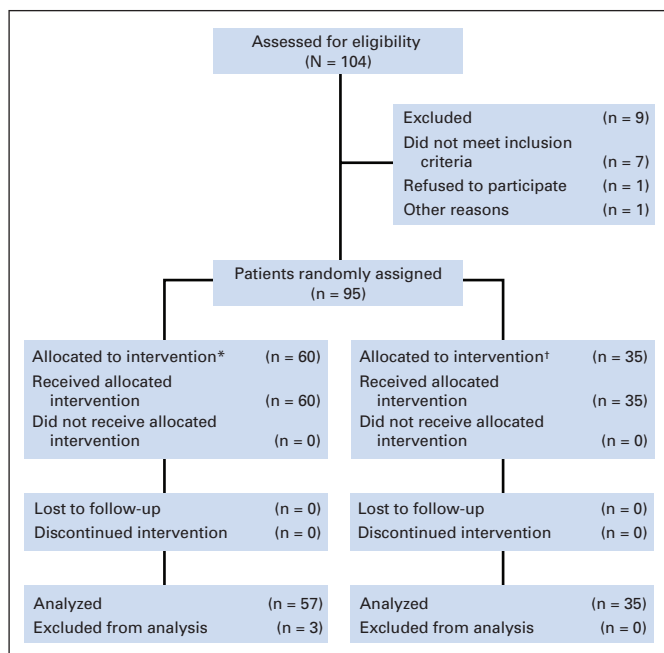 Assessed for eligibility
(N = 104)
Excluded (n = 9)
Did not meet inclusion
criteria (n = 7)
Refused to participate (n = 1)
Other reasons (n = 1)
Patients randomly assigned
(n = 95)
Allocated to intervention* (n = 60)
Received allocated
intervention (n = 60)
Did not receive allocated
intervention (n = 0)
Allocated to intervention† (n = 35)
Received allocated
intervention (n = 35)
Did not receive allocated
intervention (n = 0)
Lost to follow-up (n = 0)
Discontinued intervention (n = 0)
Lost to follow-up (n = 0)
Discontinued intervention (n = 0)
Analyzed (n = 57)
Excluded from analysis (n = 3)
Analyzed (n = 35)
Excluded from analysis (n = 0)